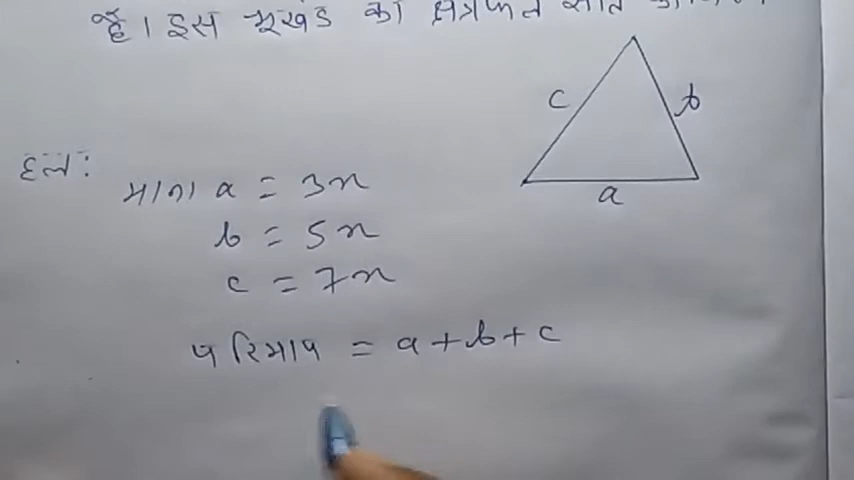 है। इस भूखंड का क्षेत्रफल ज्ञात
c
b
a
हल:
माना a = 3x
b = 5x
c = 7x
परिमाप = a + b + c